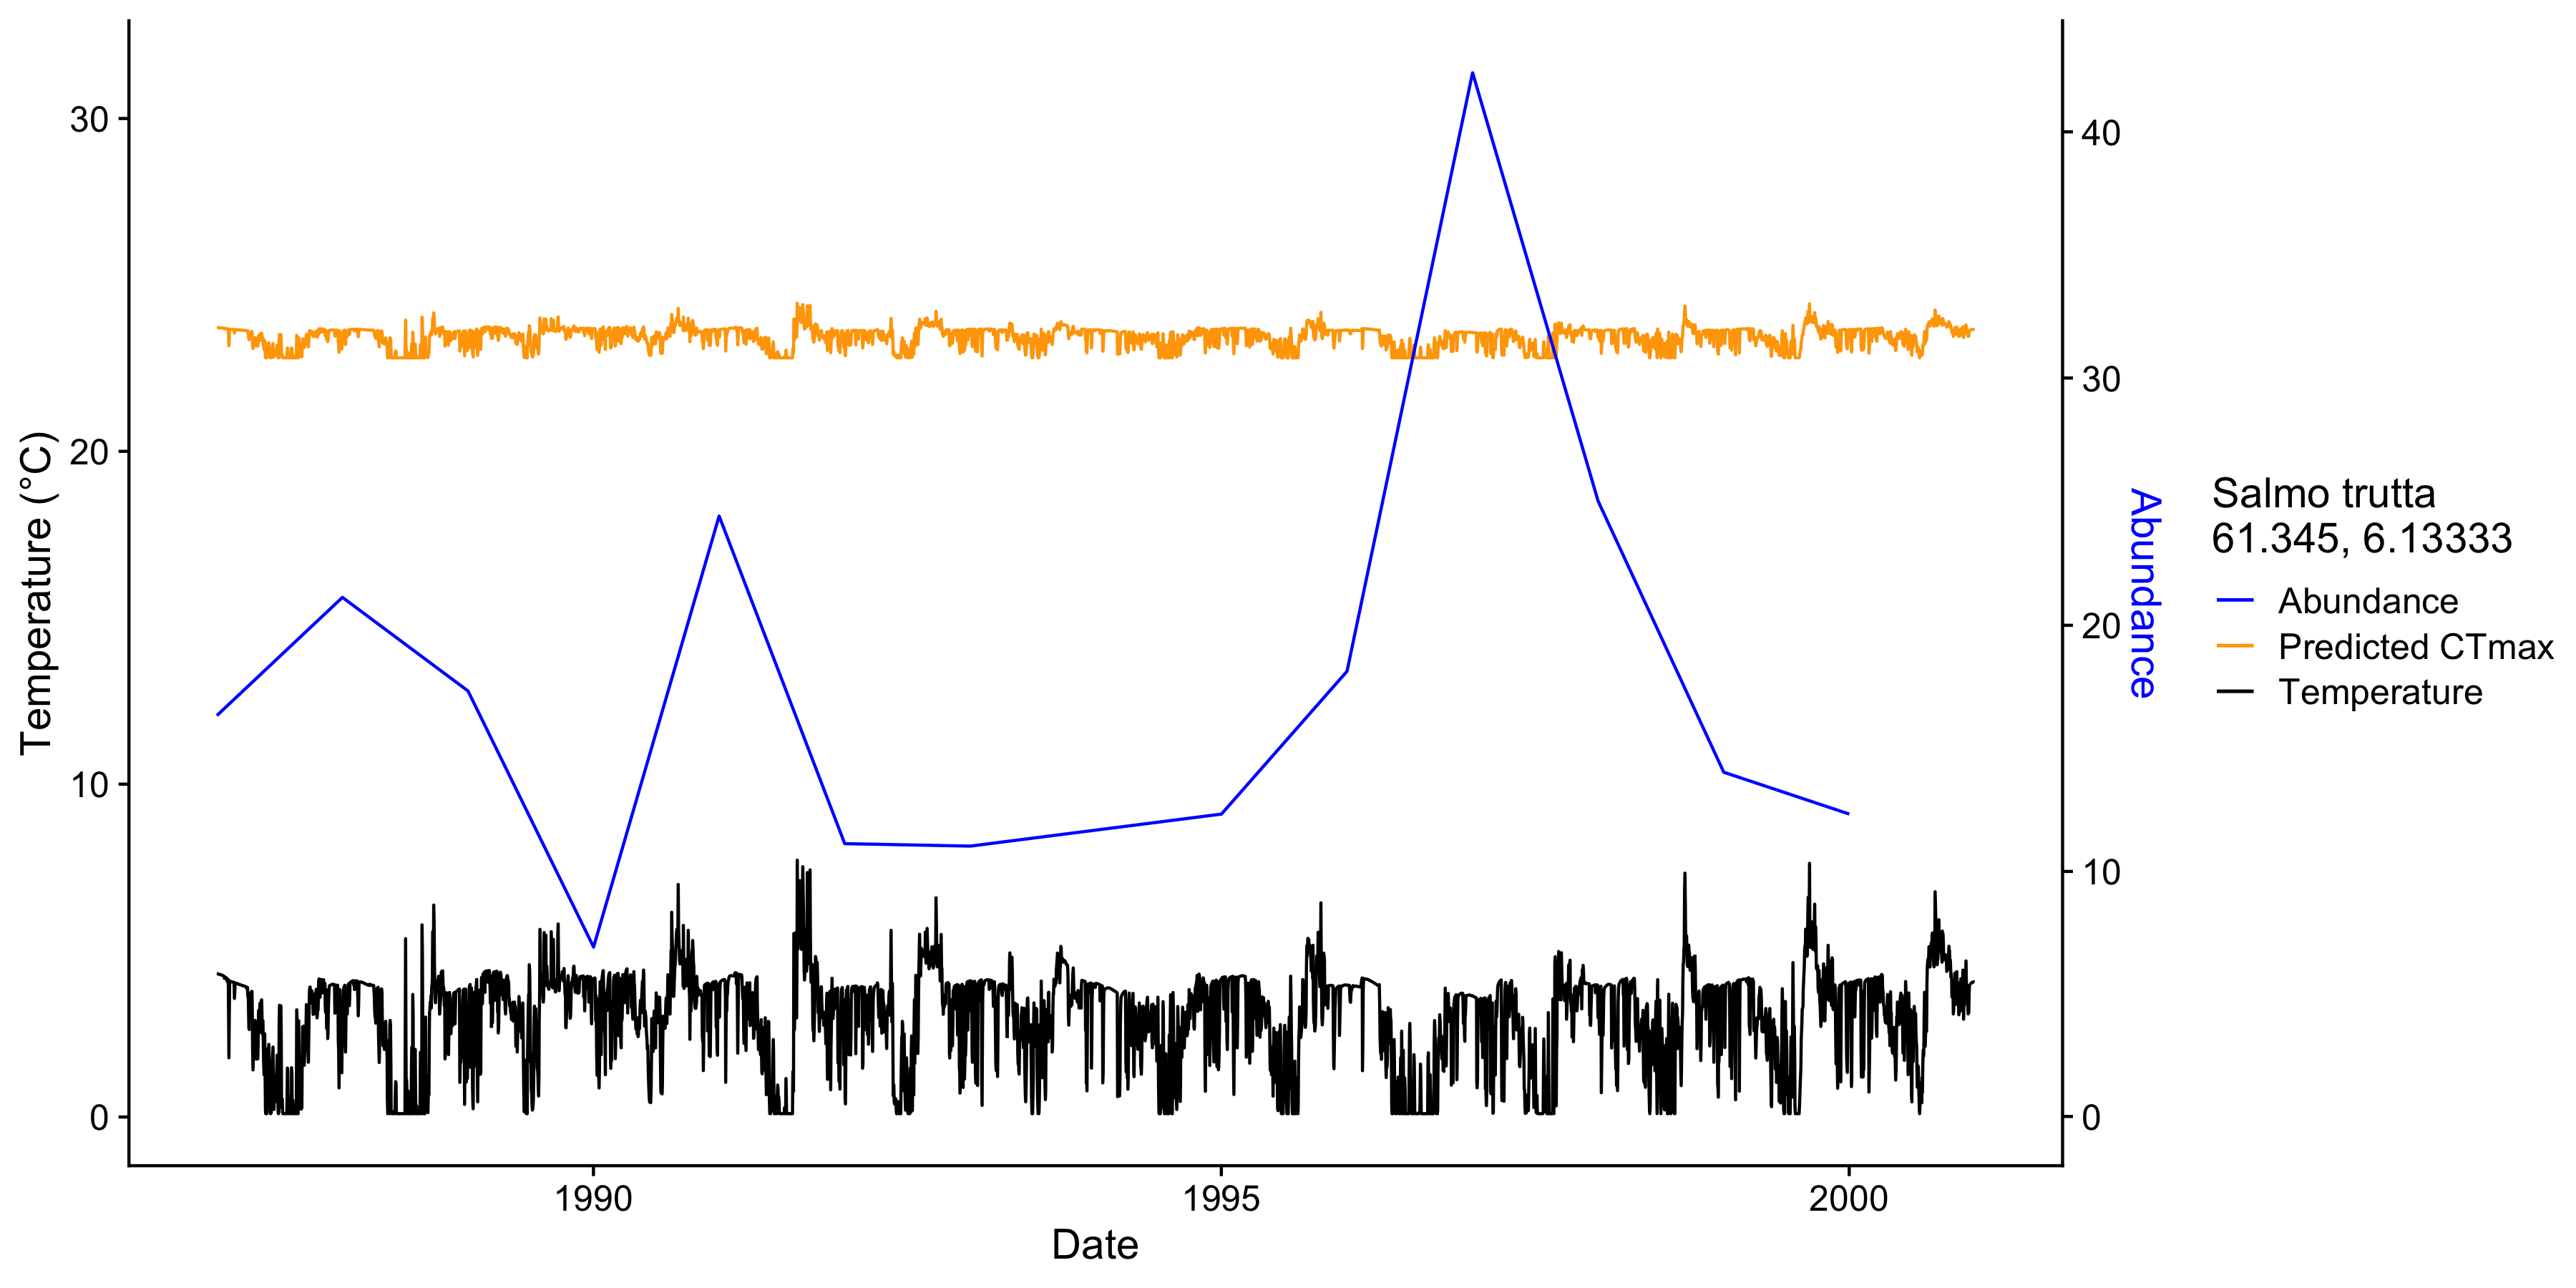 Temperature (°C)
30
20
10
0
1990
1995
2000
Date
40
30
20
10
0
Abundance
Salmo trutta
61.345, 6.13333
Abundance
Predicted CTmax
Temperature